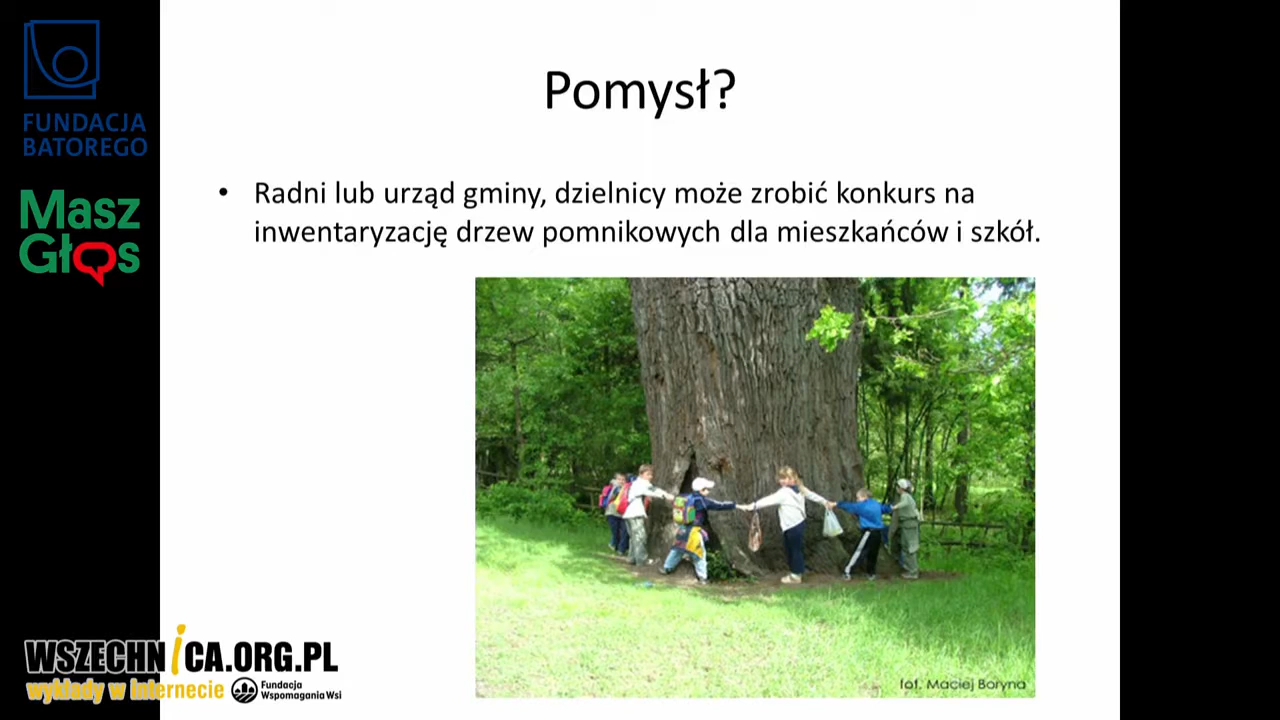 FUNDACJA
BATOREGO
Masz
Głos
Pomysł?
• Radni lub urząd gminy, dzielnicy może zrobić konkurs na
inwentaryzację drzew pomnikowych dla mieszkańców i szkół.
fot. Maciej Boryna
WSZECHNiCA.ORG.PL
wykłady w internecie
Fundacja
Wspomagania Wsi